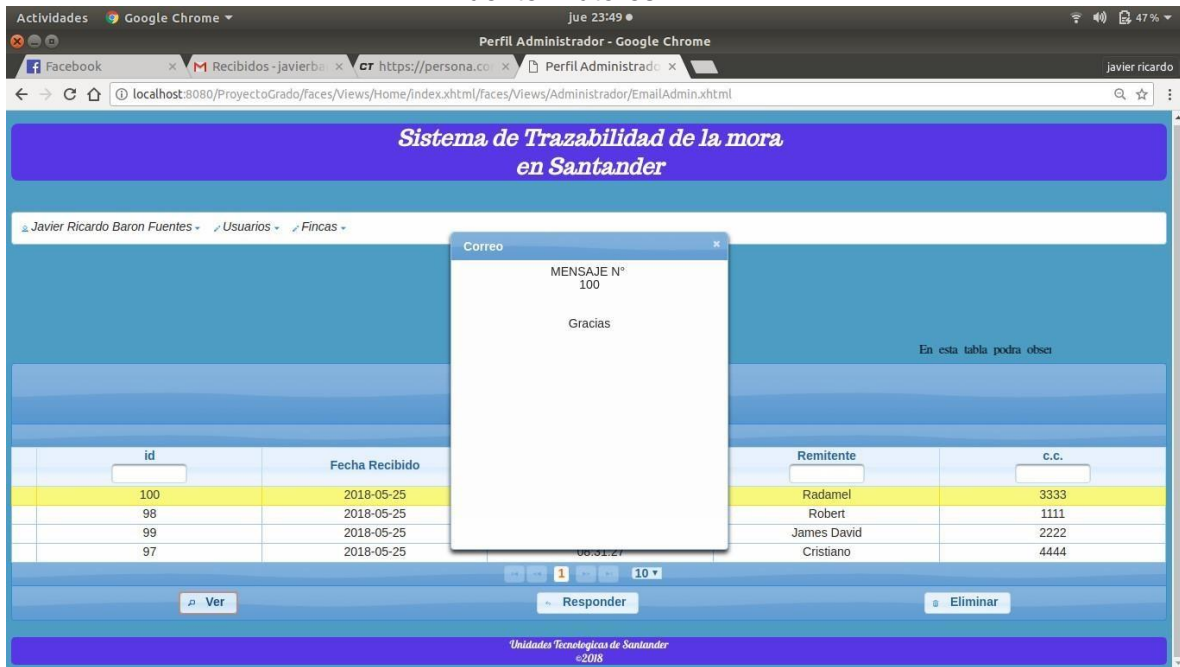 Actividades Google Chrome jue 23:49 47 %
Perfil Administrador - Google Chrome
Facebook × Recibidos - javierba × CT https://persona.co × Perfil Administrado × javier ricardo
localhost:8080/ProyectoGrado/faces/Views/Home/index.xhtml/faces/Views/Administrador/EmailAdmin.xhtml
Sistema de Trazabilidad de la mora
en Santander
Javier Ricardo Baron Fuentes Usuarios Fincas
Correo ×
MENSAJE N°
100
Gracias
En esta tabla podra obser
id Fecha Recibido Remitente c.c.
100 2018-05-25 Radamel 3333
98 2018-05-25 Robert 1111
99 2018-05-25 James David 2222
97 2018-05-25 06:31:27 Cristiano 4444
1 10
Ver Responder Eliminar
Unidades Tecnologicas de Santander
©2018